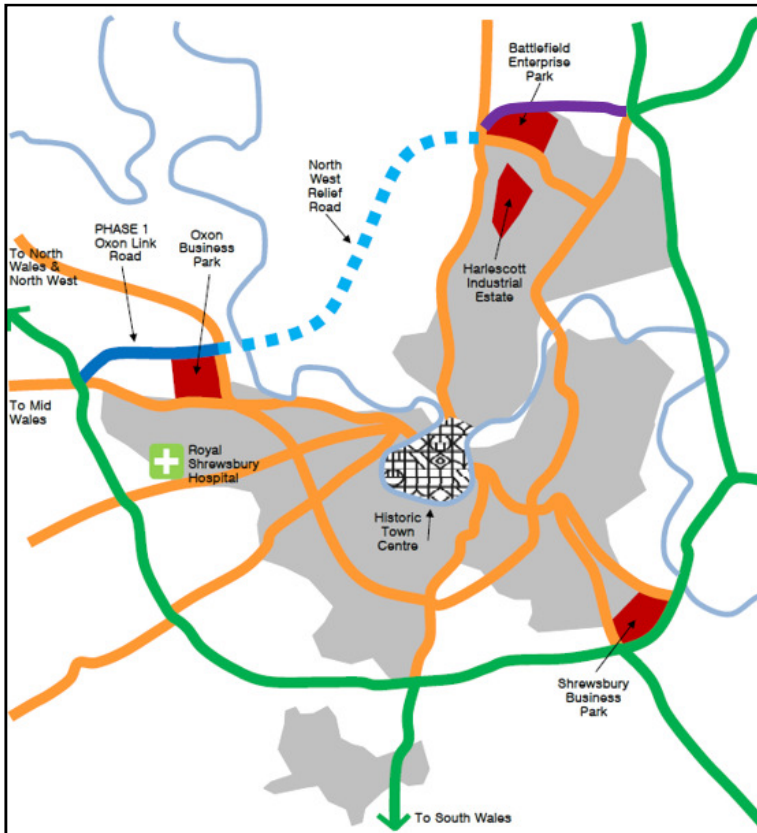 Battlefield
Enterprise
Park
North
West
Relief
Road
PHASE 1
Oxon Link
Road
Oxon
Business
Park
To North
Wales &
North West
Harlescott
Industrial
Estate
To Mid
Wales
Royal
Shrewsbury
Hospital
Historic
Town
Centre
Shrewsbury
Business
Park
To South Wales